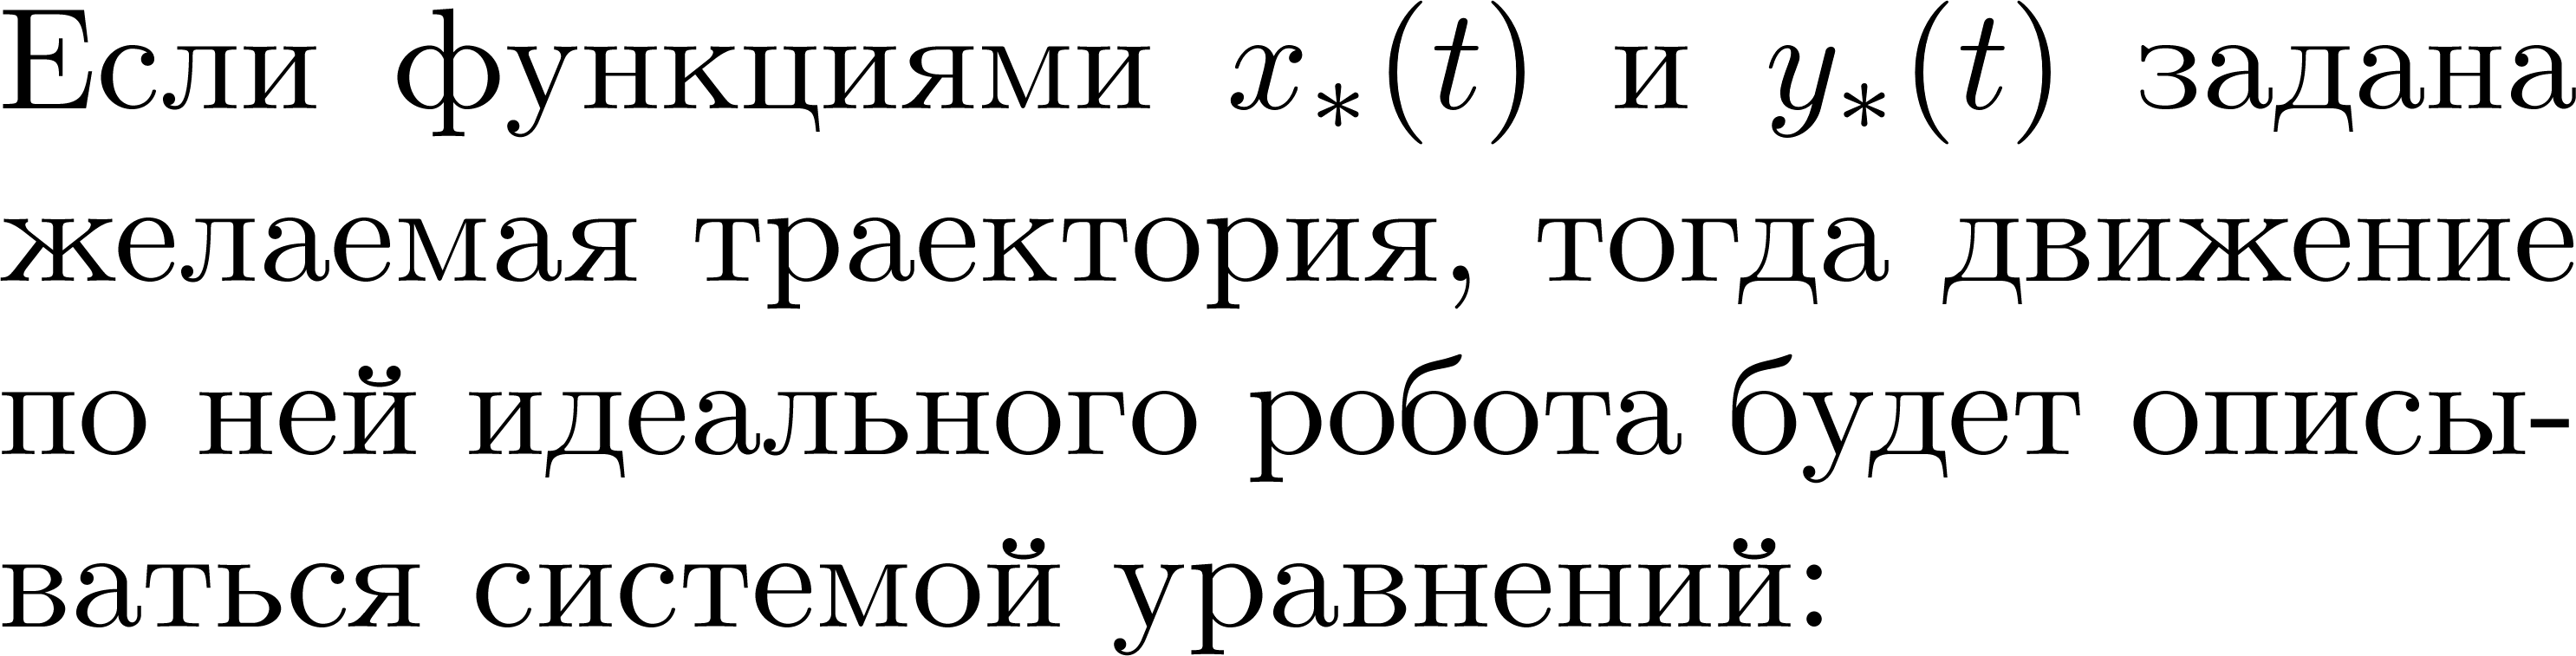 Если функциями x_*(t) и y_*(t) задана
желаемая траектория, тогда движение
по ней идеального робота будет описы-
ваться системой уравнений: